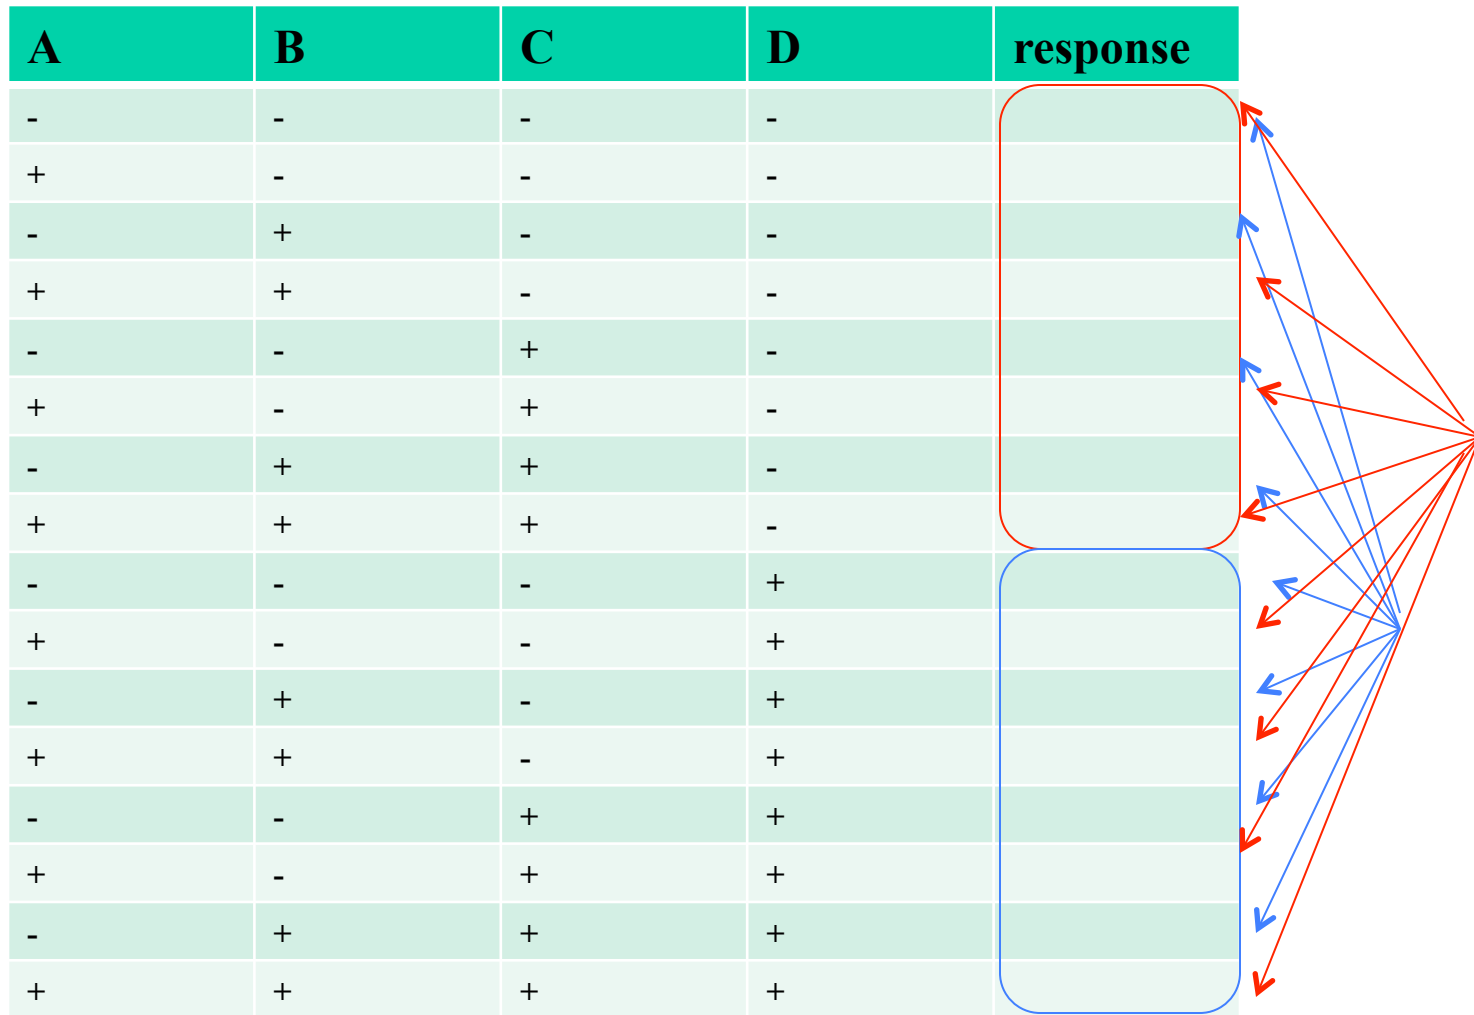 A B C D response
- - - -
+ - - -
- + - -
+ + - -
- - + -
+ - + -
- + + -
+ + + -
- - - +
+ - - +
- + - +
+ + - +
- - + +
+ - + +
- + + +
+ + + +